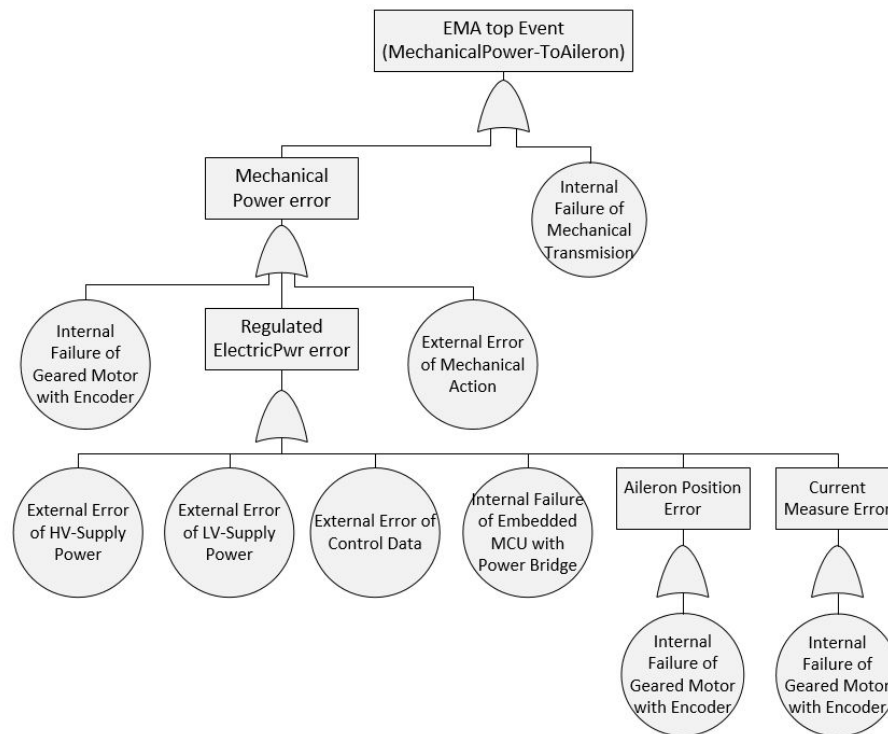 EMA top Event
(MechanicalPower-ToAileron)
Mechanical
Power error
Internal
Failure of
Mechanical
Transmision
Internal
Failure of
Geared Motor
with Encoder
Regulated
ElectricPwr error
External Error
of Mechanical
Action
External Error
of HV-Supply
Power
External Error
of LV-Supply
Power
External Error of
Control Data
Internal Failure
of Embedded
MCU with
Power Bridge
Aileron Position
Error
Current
Measure Error
Internal
Failure of
Geared Motor
with Encoder
Internal
Failure of
Geared Motor
with Encoder